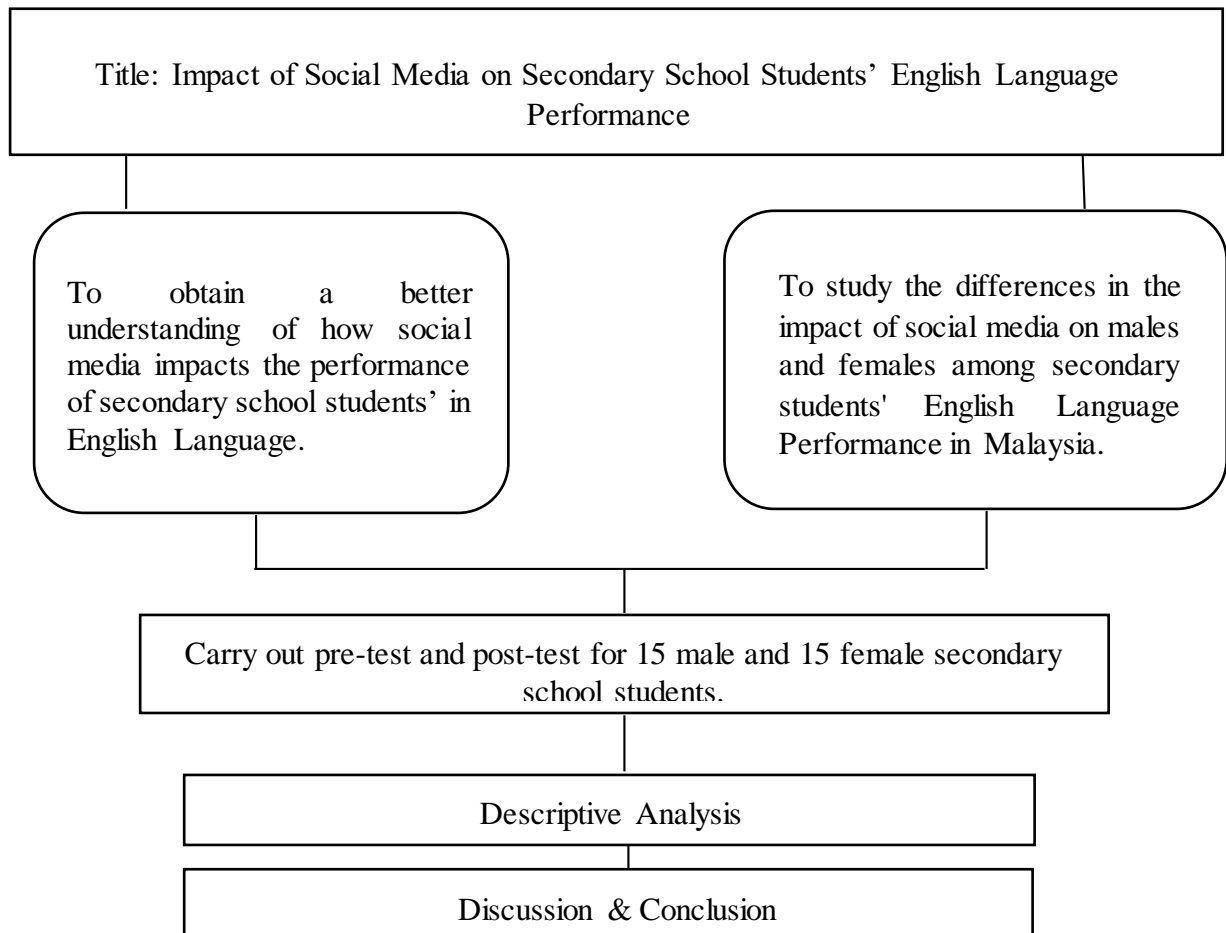 Title: Impact of Social Media on Secondary School Students’ English Language
Performance
To obtain a better
understanding of how social
media impacts the performance
of secondary school students’ in
English Language.
To study the differences in the
impact of social media on males
and females among secondary
students' English Language
Performance in Malaysia.
Carry out pre-test and post-test for 15 male and 15 female secondary
school students.
Descriptive Analysis
Discussion & Conclusion